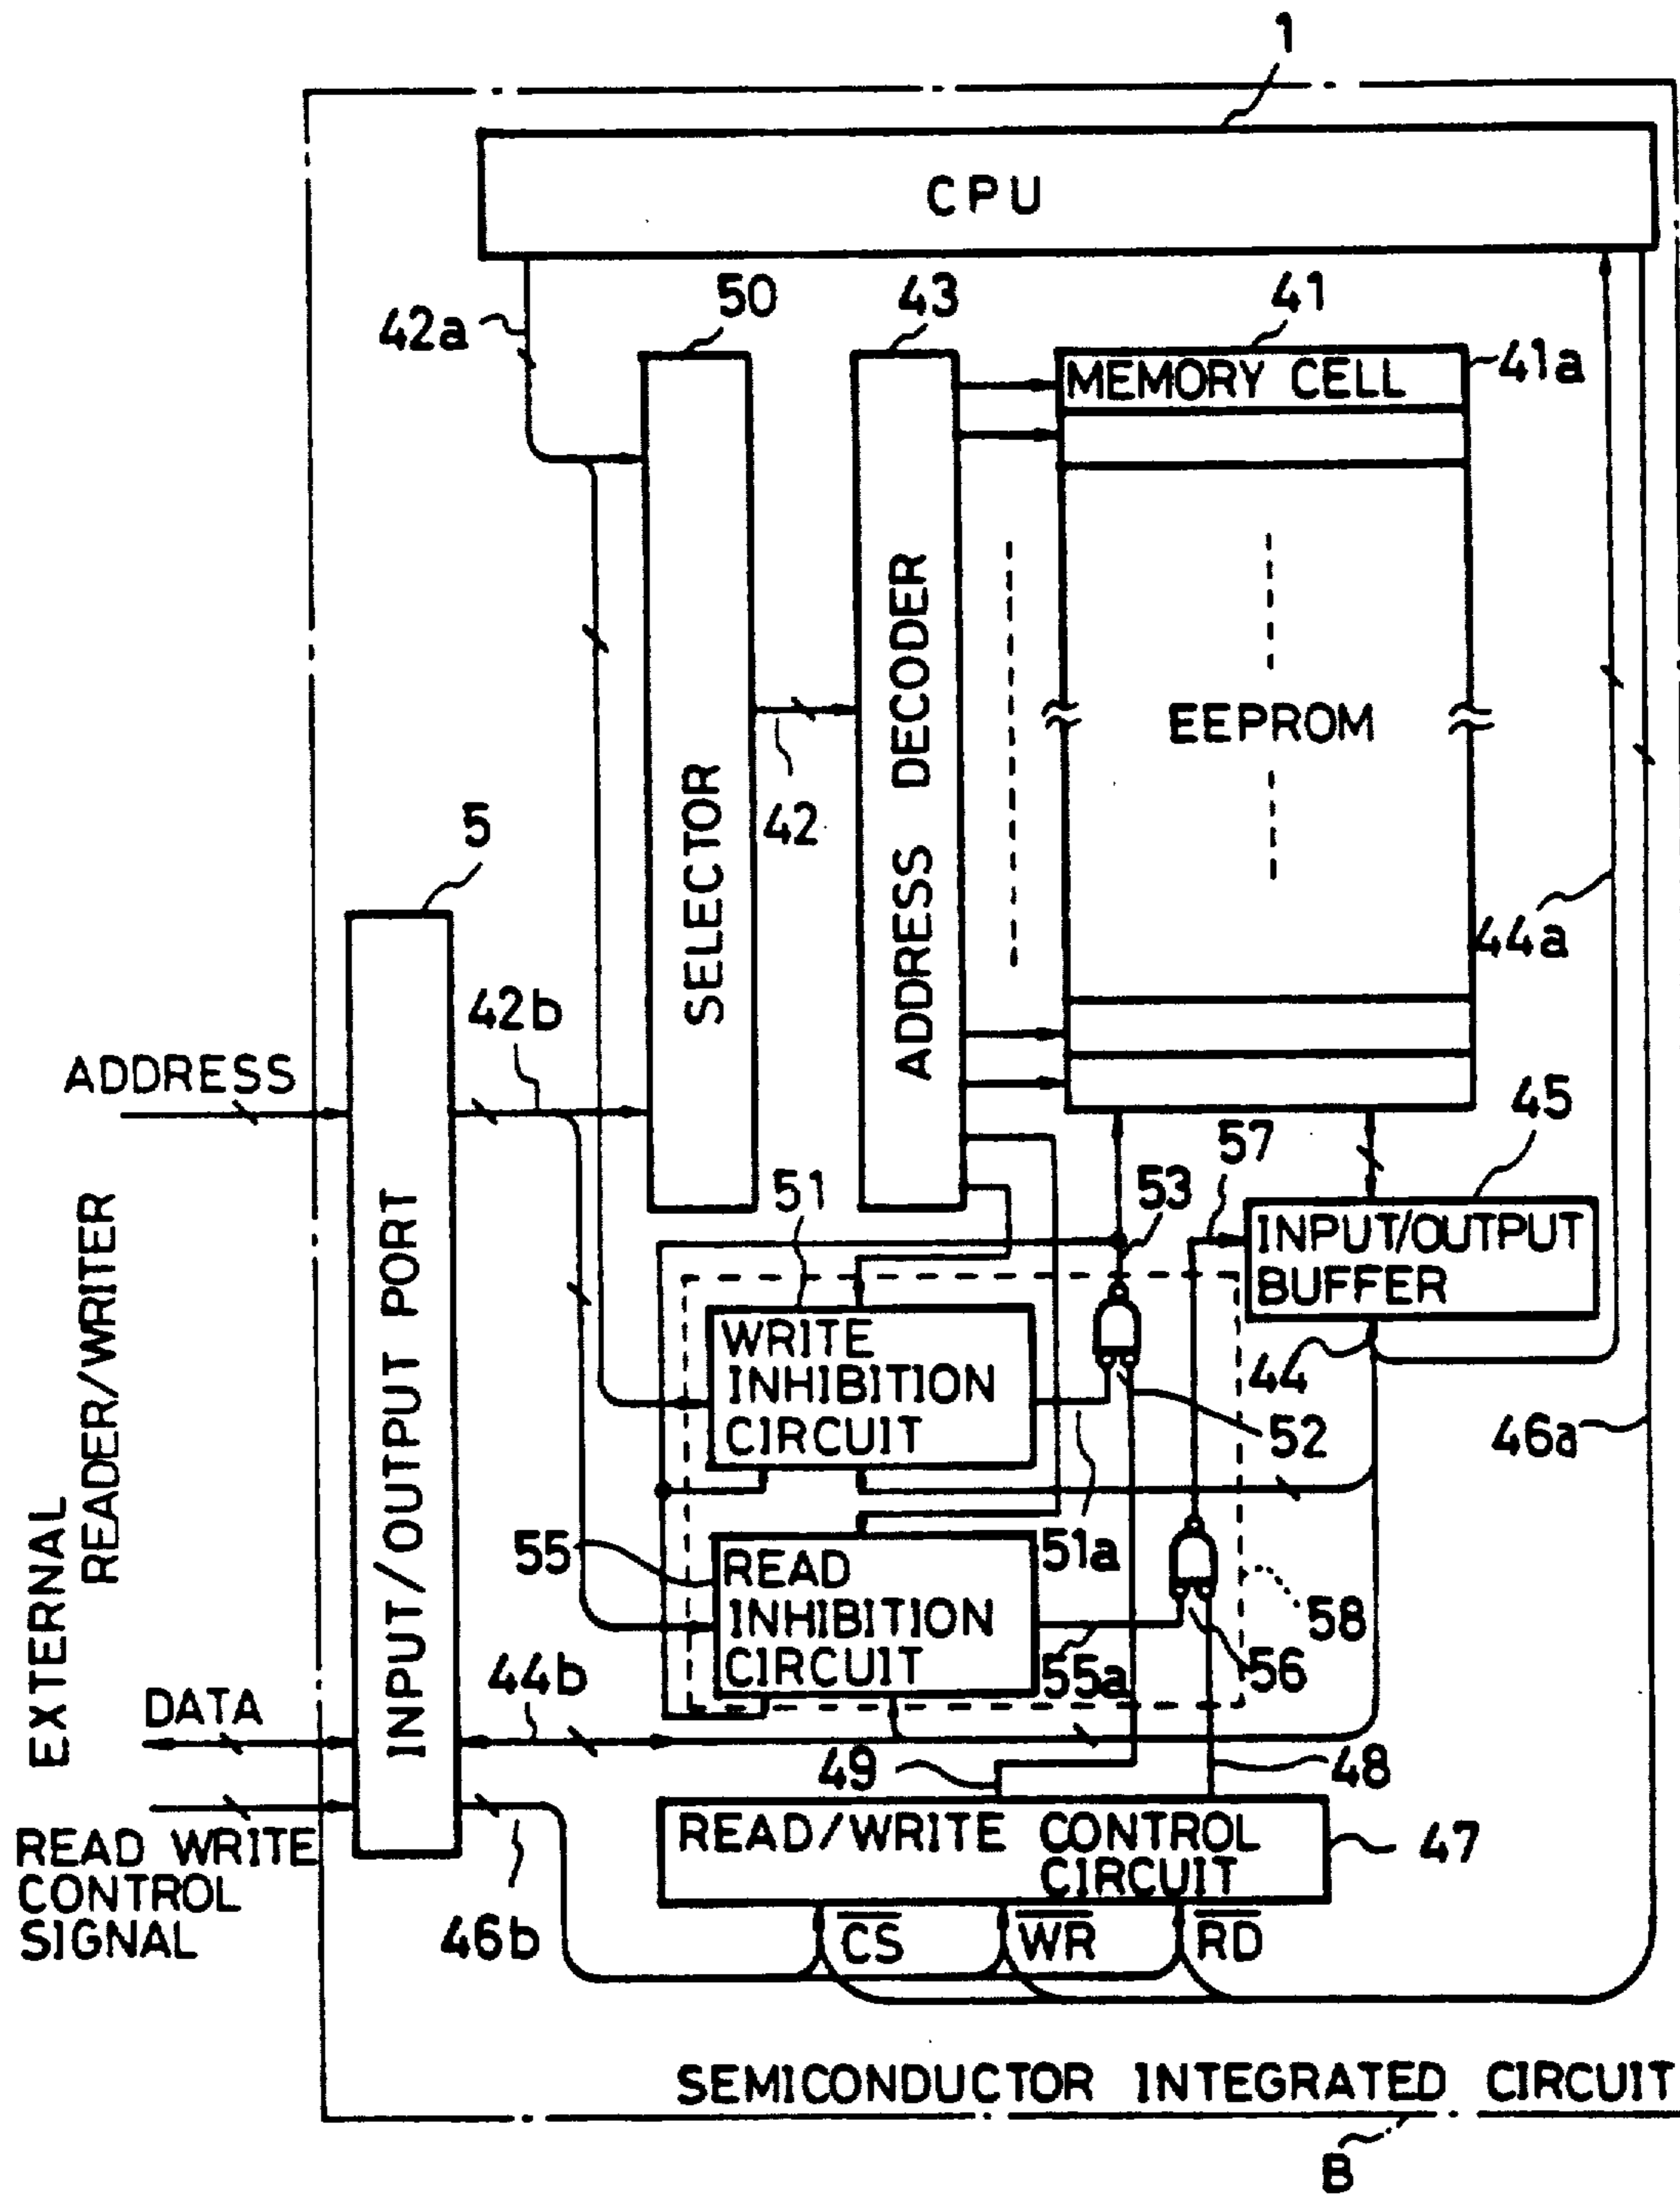 1
CPU
42a
50
43
41
MEMORY CELL
41a
SELECTOR
ADDRESS DECODER
EEPROM
42
5
44a
42b
ADDRESS
45
57
53
51
INPUT/OUTPUT
BUFFER
EXTERNAL
READER/WRITER
INPUT/OUTPUT PORT
WRITE
INHIBITION
CIRCUIT
44
52
46a
51a
55
READ
INHIBITION
CIRCUIT
58
56
55a
44b
DATA
49
48
READ WRITE
CONTROL
SIGNAL
READ/WRITE CONTROL
CIRCUIT
47
46b
C̅S̅
W̅R̅
R̅D̅
SEMICONDUCTOR INTEGRATED CIRCUIT
B